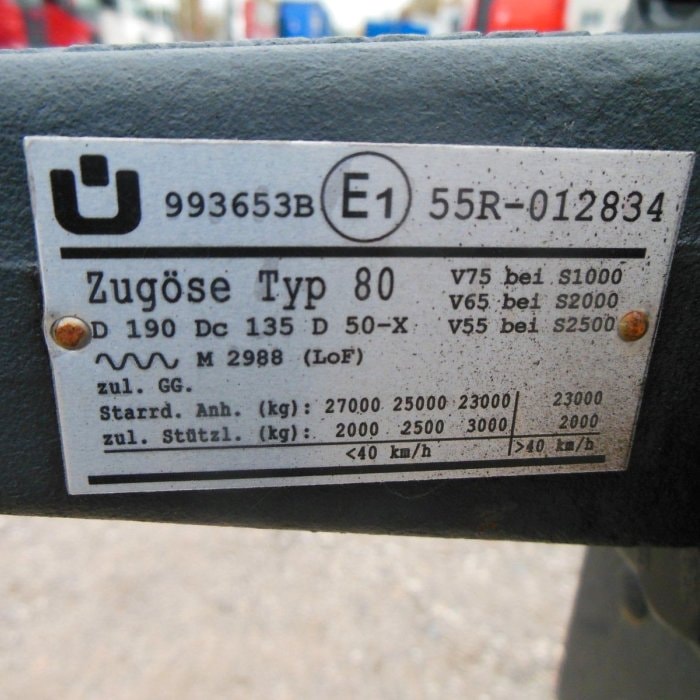 993653B E1 55R-012834
Zugöse Typ 80
V75 bei S1000
V65 bei S2000
D 190 Dc 135 D 50-X V55 bei S2500
M 2988 (LoF)
zul. GG.
Starrd. Anh. (kg): 27000 25000 23000 23000
zul. Stützl. (kg): 2000 2500 3000 2000
<40 km/h >40 km/h